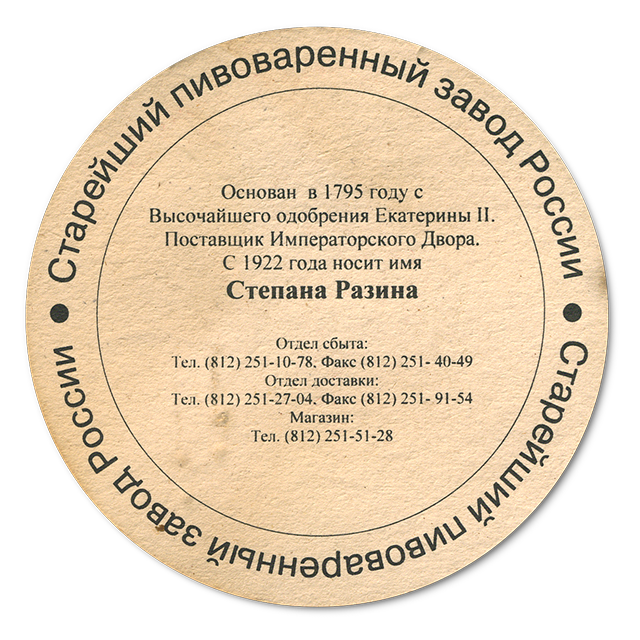 Старейший пивоваренный завод России
Основан в 1795 году с
Высочайшего одобрения Екатерины II.
Поставщик Императорского Двора.
С 1922 года носит имя
Степана Разина
Отдел сбыта:
Тел. (812) 251-10-78, Факс (812) 251- 40-49
Отдел доставки:
Тел. (812) 251-27-04, Факс (812) 251- 91-54
Магазин:
Тел. (812) 251-51-28
Старейший пивоваренный завод России